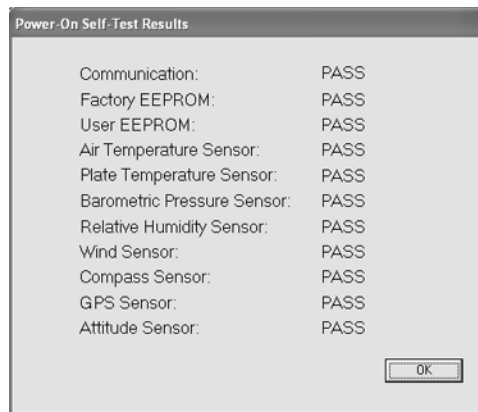 Power-On Self-Test Results
Communication: PASS
Factory EEPROM: PASS
User EEPROM: PASS
Air Temperature Sensor: PASS
Plate Temperature Sensor: PASS
Barometric Pressure Sensor: PASS
Relative Humidity Sensor: PASS
Wind Sensor: PASS
Compass Sensor: PASS
GPS Sensor: PASS
Attitude Sensor: PASS
OK